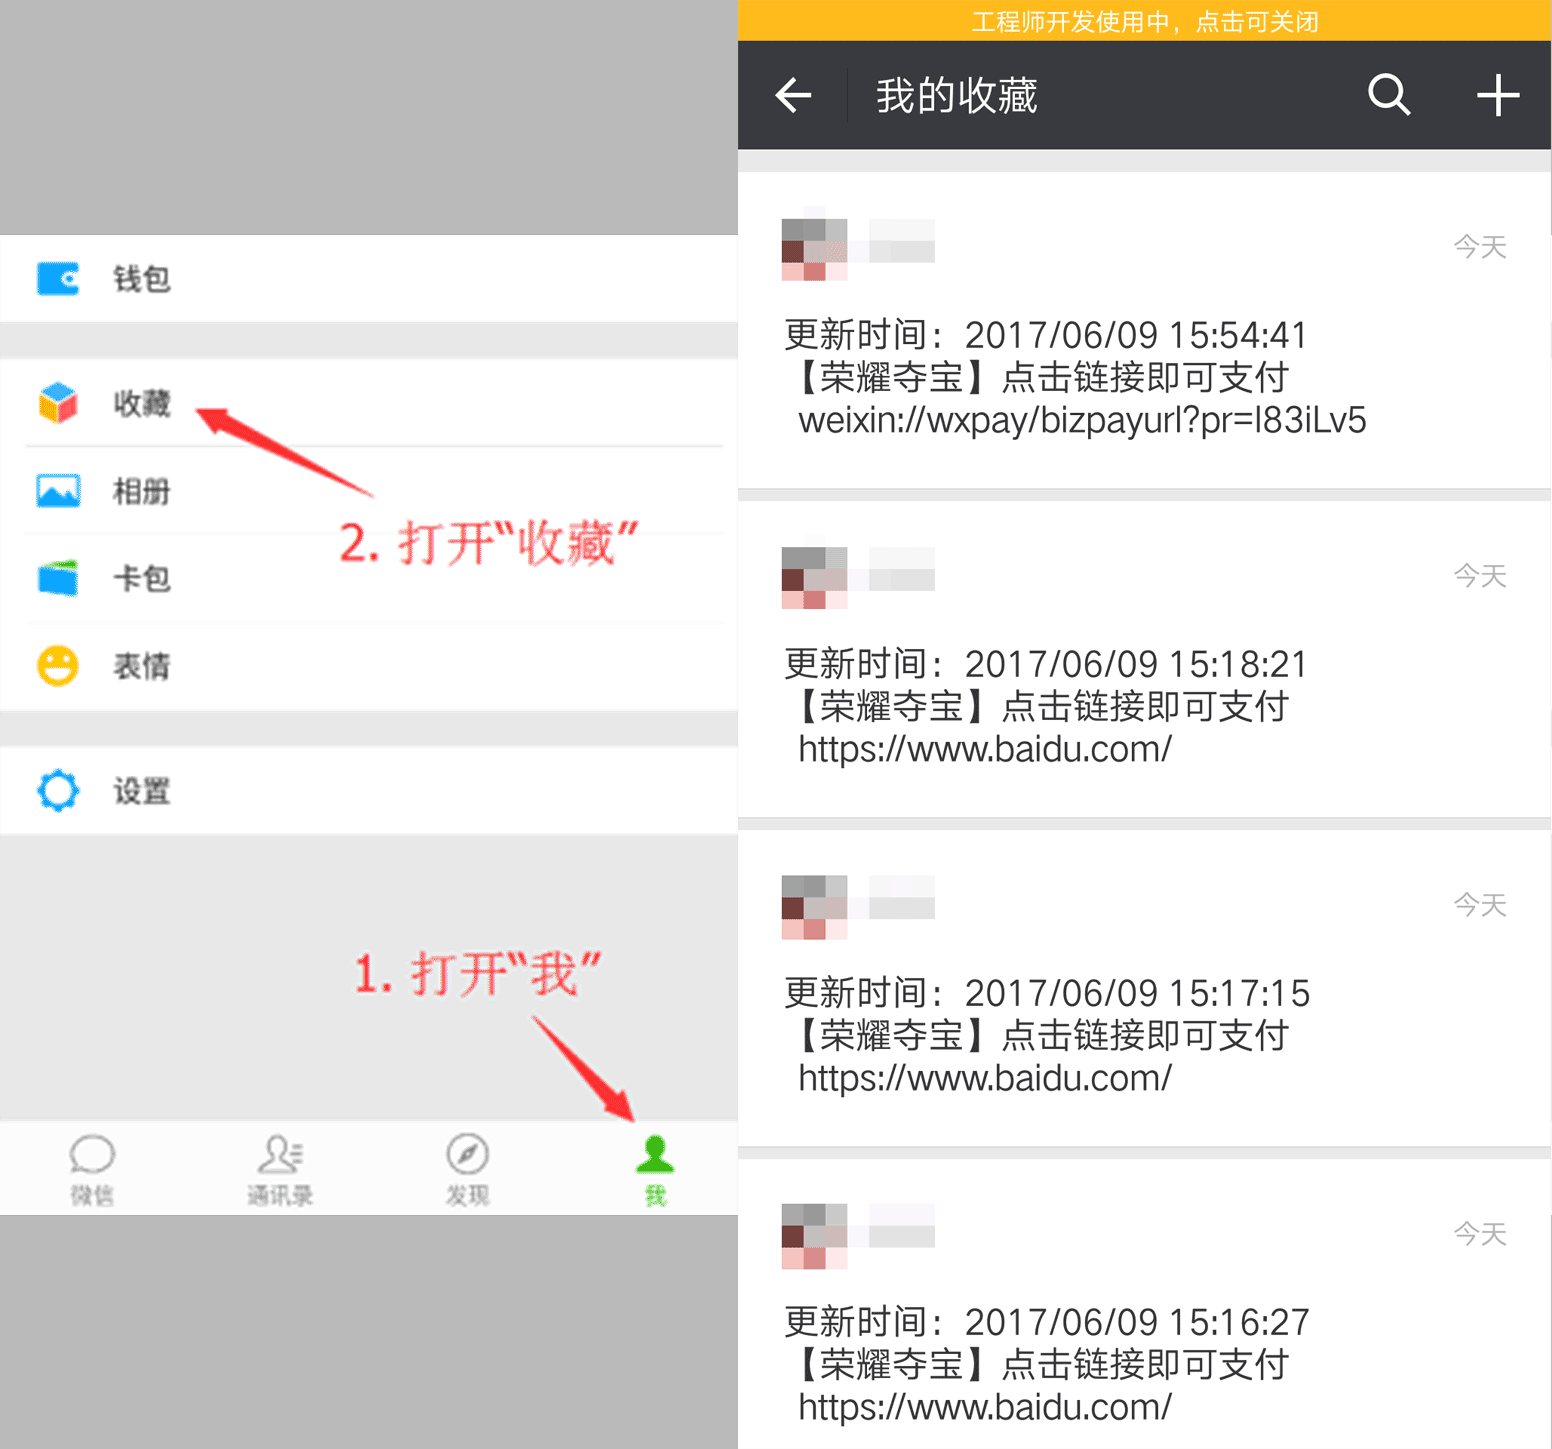 钱包
收藏
2. 打开“收藏”
相册
卡包
表情
设置
1. 打开“我”
微信
通讯录
发现
我
工程师开发使用中，点击可关闭
我的收藏
今天
更新时间：2017/06/09 15:54:41
【荣耀夺宝】点击链接即可支付
weixin://wxpay/bizpayurl?pr=I83iLv5
今天
更新时间：2017/06/09 15:18:21
【荣耀夺宝】点击链接即可支付
https://www.baidu.com/
今天
更新时间：2017/06/09 15:17:15
【荣耀夺宝】点击链接即可支付
https://www.baidu.com/
今天
更新时间：2017/06/09 15:16:27
【荣耀夺宝】点击链接即可支付
https://www.baidu.com/